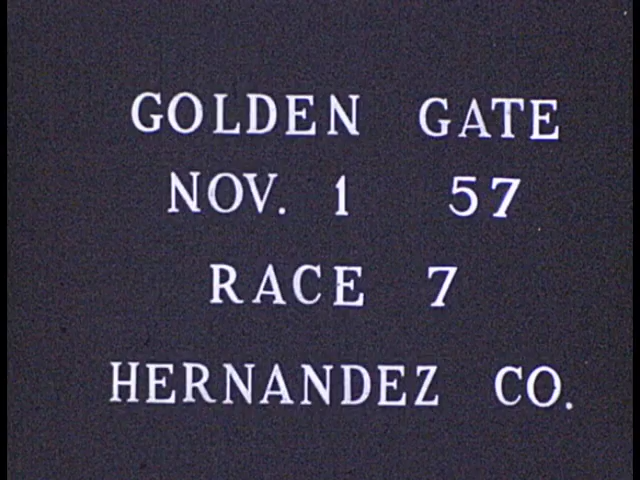 GOLDEN GATE
NOV. 1 57
RACE 7
HERNANDEZ CO.